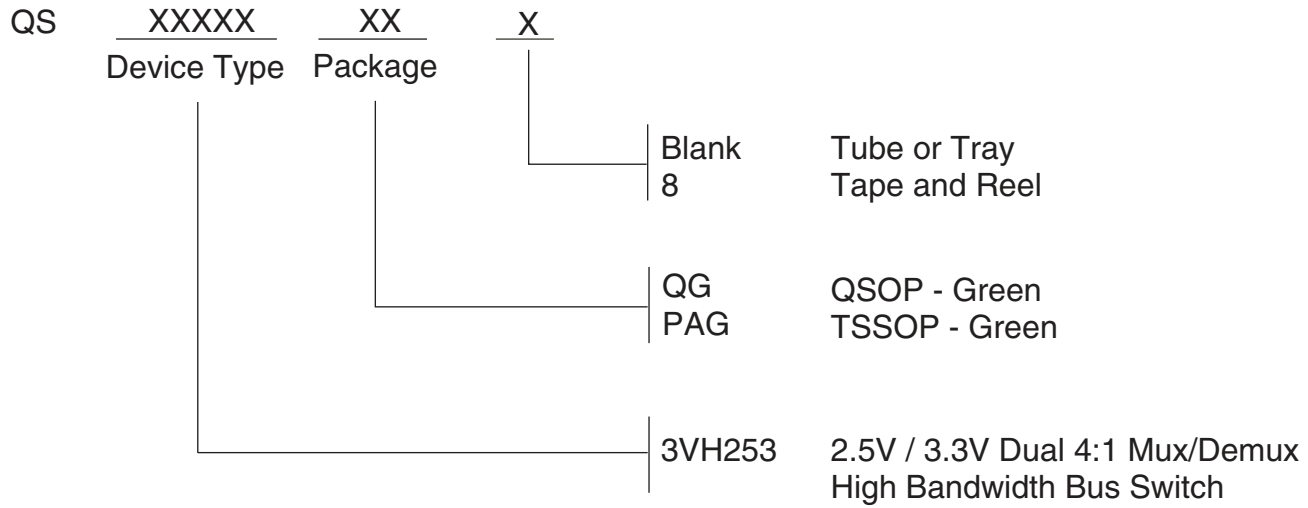 QS XXXXX XX X
Device Type Package
Blank Tube or Tray
8 Tape and Reel
QG QSOP - Green
PAG TSSOP - Green
3VH253 2.5V / 3.3V Dual 4:1 Mux/Demux
High Bandwidth Bus Switch